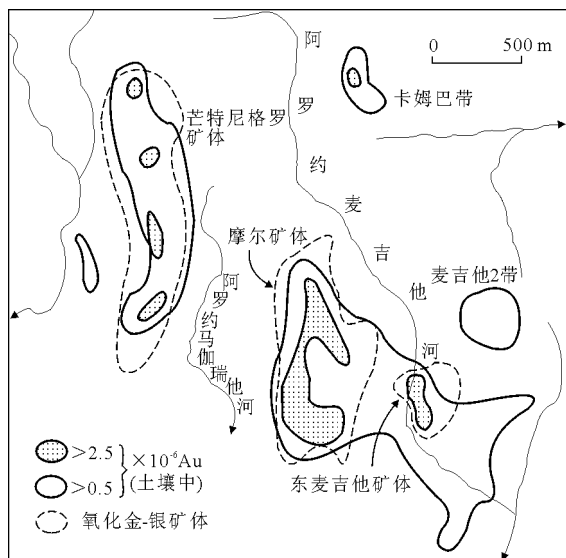 0 500 m
卡姆巴带
芒特尼格罗
矿体
阿罗约麦吉他河
摩尔矿体
阿罗约马伽瑞他河
麦吉他2带
东麦吉他矿体
>2.5
>0.5
×10⁻⁶Au
(土壤中)
氧化金-银矿体